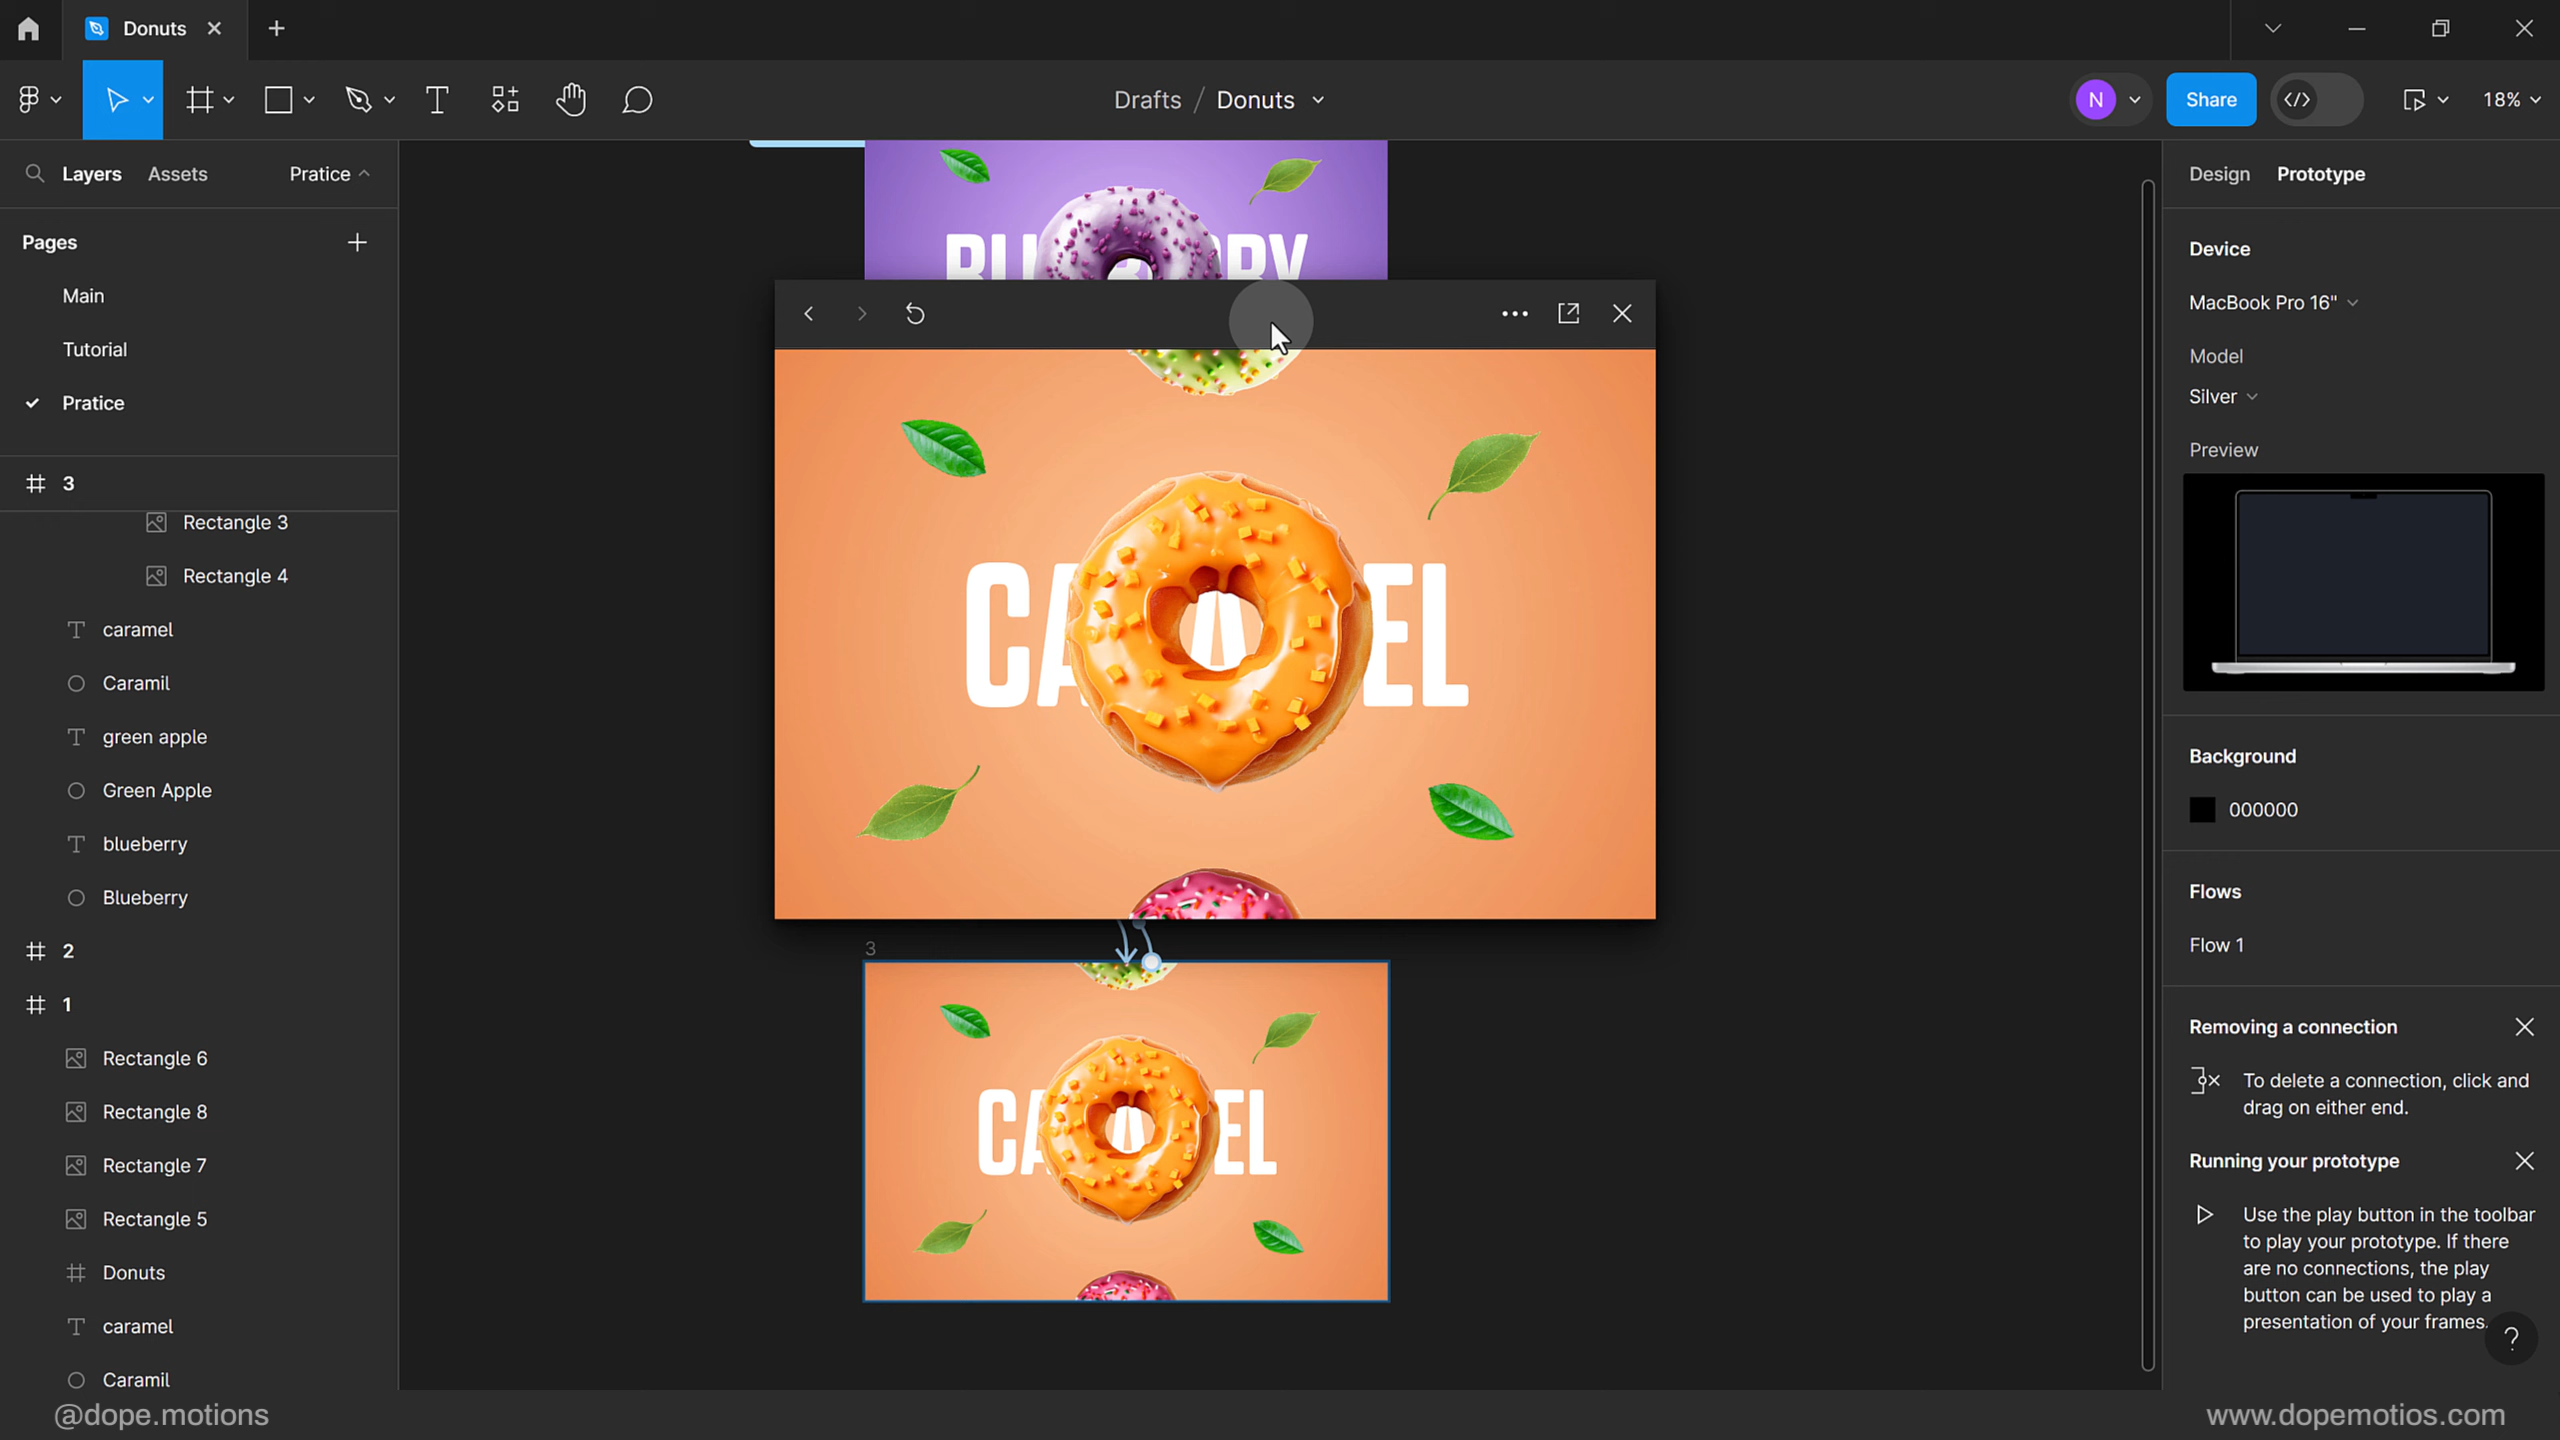 Donuts
Drafts / Donuts
N
Share
18%
Layers
Assets
Pratice
Pages
Main
Tutorial
Pratice
3
Rectangle 3
Rectangle 4
caramel
Caramil
green apple
Green Apple
blueberry
Blueberry
2
1
Rectangle 6
Rectangle 8
Rectangle 7
Rectangle 5
Donuts
caramel
Caramil
CA EL
3
CA EL
Design
Prototype
Device
MacBook Pro 16"
Model
Silver
Preview
Background
000000
Flows
Flow 1
Removing a connection
To delete a connection, click and
drag on either end.
Running your prototype
Use the play button in the toolbar
to play your prototype. If there
are no connections, the play
button can be used to play a
presentation of your frames.
?
@dope.motions
www.dopemotios.com